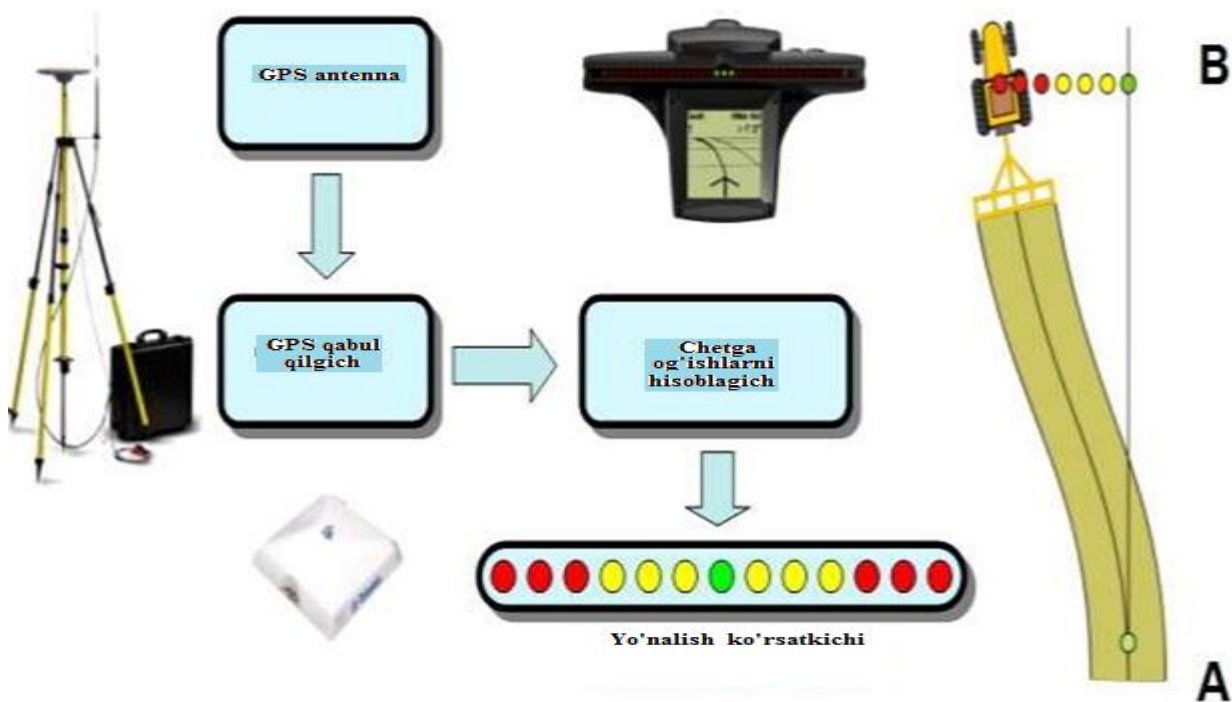 GPS antenna
B
GPS qabul
qilgich
Chetga
og'ishlarni
hisoblagich
Yo'nalish ko'rsatkichi
A